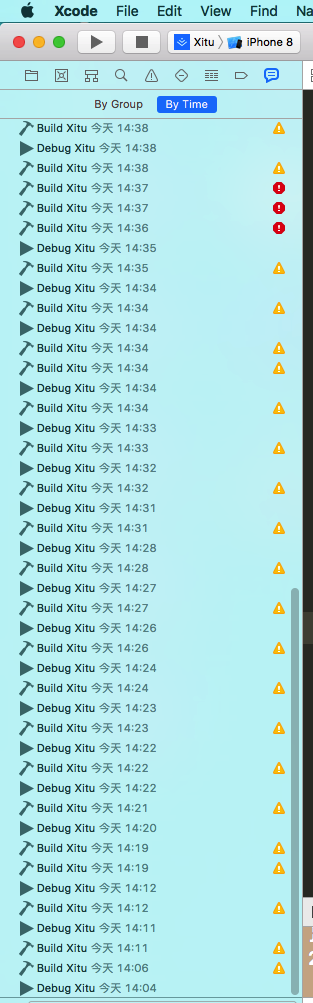 Xcode File Edit View Find Na
Xitu iPhone 8
By Group By Time
Build Xitu 今天 14:38
Debug Xitu 今天 14:38
Build Xitu 今天 14:38
Build Xitu 今天 14:37
Build Xitu 今天 14:37
Build Xitu 今天 14:36
Debug Xitu 今天 14:35
Build Xitu 今天 14:35
Debug Xitu 今天 14:34
Build Xitu 今天 14:34
Debug Xitu 今天 14:34
Build Xitu 今天 14:34
Build Xitu 今天 14:34
Debug Xitu 今天 14:34
Build Xitu 今天 14:34
Debug Xitu 今天 14:33
Build Xitu 今天 14:33
Debug Xitu 今天 14:32
Build Xitu 今天 14:32
Debug Xitu 今天 14:31
Build Xitu 今天 14:31
Debug Xitu 今天 14:28
Build Xitu 今天 14:28
Debug Xitu 今天 14:27
Build Xitu 今天 14:27
Debug Xitu 今天 14:26
Build Xitu 今天 14:26
Debug Xitu 今天 14:24
Build Xitu 今天 14:24
Debug Xitu 今天 14:23
Build Xitu 今天 14:23
Debug Xitu 今天 14:22
Build Xitu 今天 14:22
Debug Xitu 今天 14:22
Build Xitu 今天 14:21
Debug Xitu 今天 14:20
Build Xitu 今天 14:19
Build Xitu 今天 14:19
Debug Xitu 今天 14:12
Build Xitu 今天 14:12
Debug Xitu 今天 14:11
Build Xitu 今天 14:11
Build Xitu 今天 14:06
Debug Xitu 今天 14:04